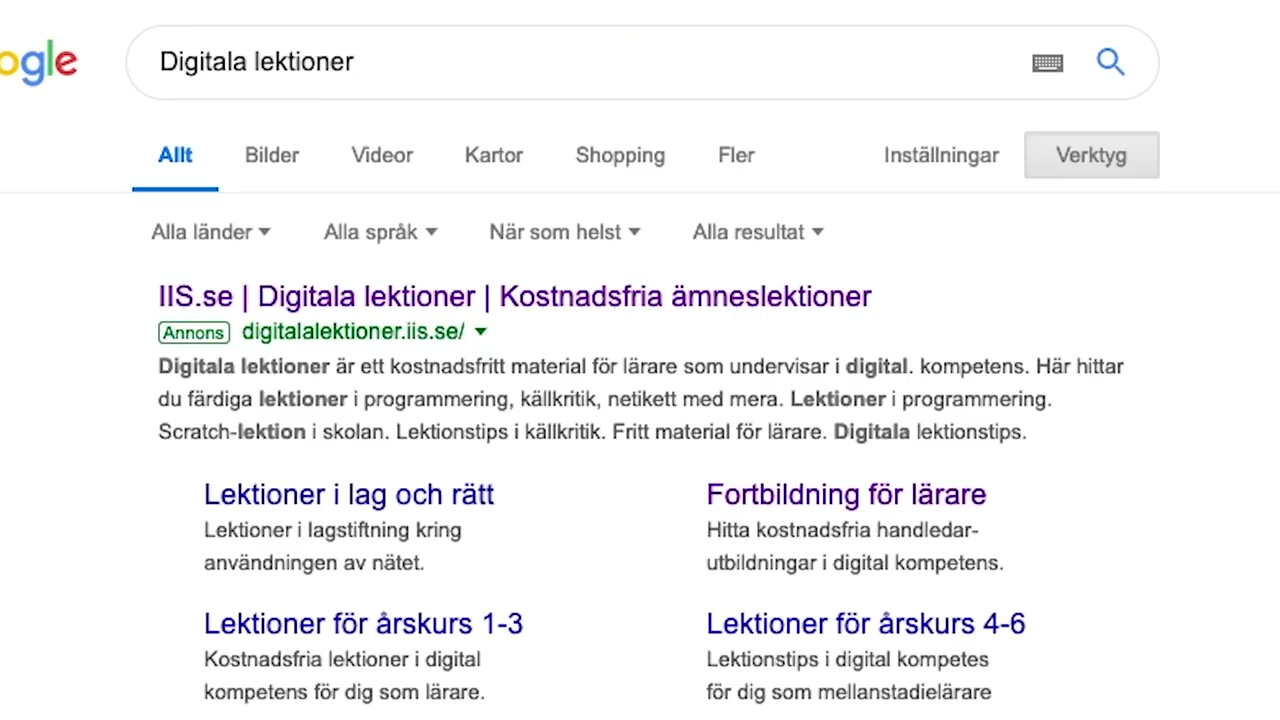 ogle
Digitala lektioner
Allt Bilder Videor Kartor Shopping Fler Inställningar Verktyg
Alla länder Alla språk När som helst Alla resultat
IIS.se | Digitala lektioner | Kostnadsfria ämneslektioner
Annons digitalalektioner.iis.se/
Digitala lektioner är ett kostnadsfritt material för lärare som undervisar i digital. kompetens. Här hittar
du färdiga lektioner i programmering, källkritik, netikett med mera. Lektioner i programmering.
Scratch-lektion i skolan. Lektionstips i källkritik. Fritt material för lärare. Digitala lektionstips.
Lektioner i lag och rätt
Lektioner i lagstiftning kring
användningen av nätet.
Fortbildning för lärare
Hitta kostnadsfria handledar-
utbildningar i digital kompetens.
Lektioner för årskurs 1-3
Kostnadsfria lektioner i digital
kompetens för dig som lärare.
Lektioner för årskurs 4-6
Lektionstips i digital kompetes
för dig som mellanstadielärare